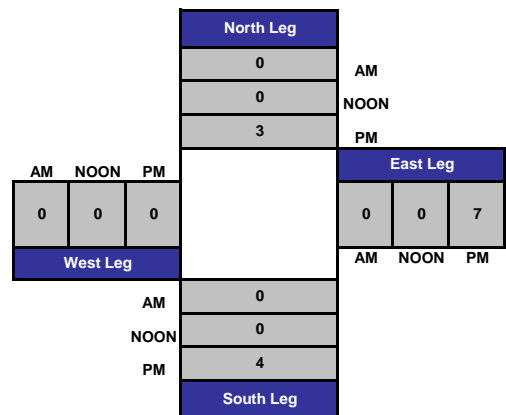 North Leg
0 AM
0 NOON
3 PM
AM NOON PM East Leg
0 0 0 0 0 7
West Leg AM NOON PM
AM 0
NOON 0
PM 4
South Leg